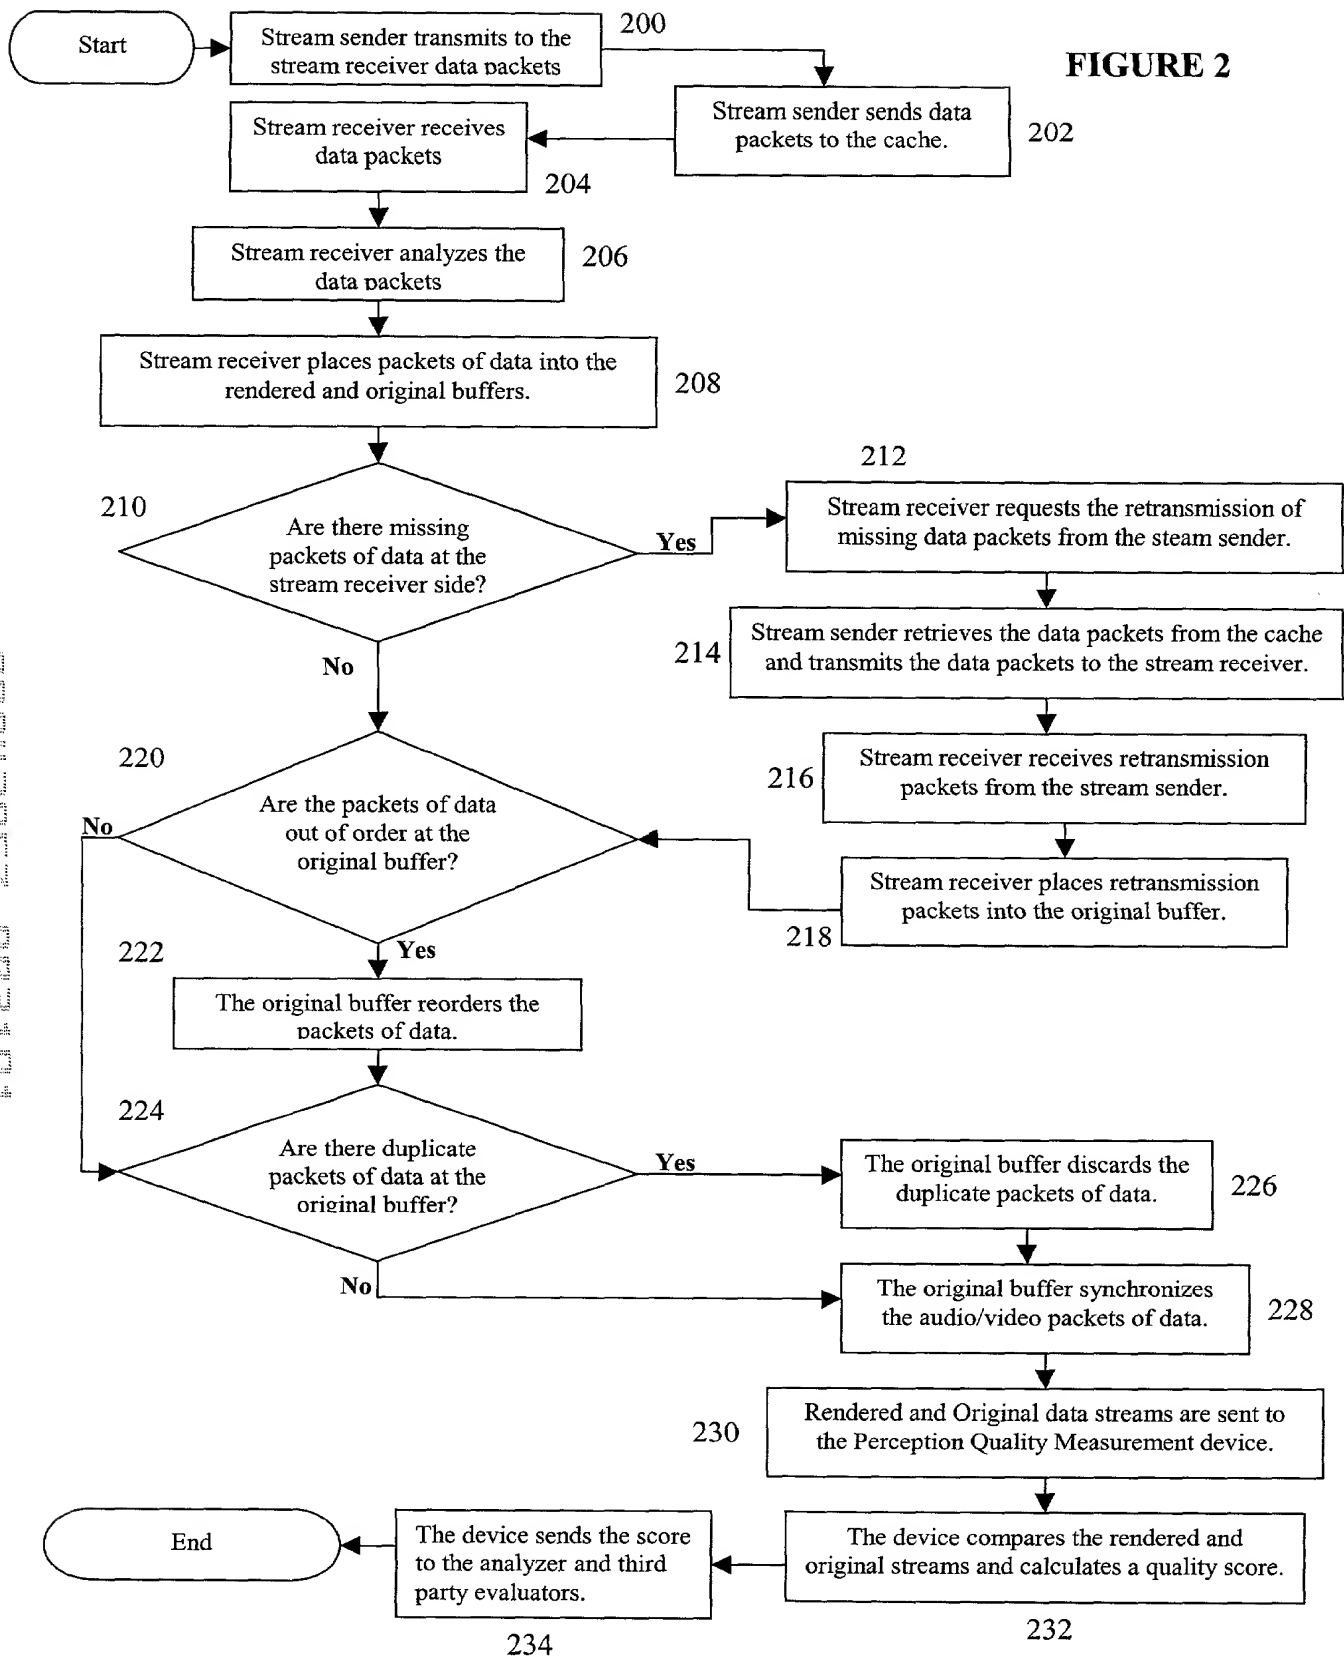 Start
Stream sender transmits to the
stream receiver data packets
200
FIGURE 2
Stream sender sends data
packets to the cache.
202
Stream receiver receives
data packets
204
Stream receiver analyzes the
data packets
206
Stream receiver places packets of data into the
rendered and original buffers.
208
210
Are there missing
packets of data at the
stream receiver side?
Yes
No
212
Stream receiver requests the retransmission of
missing data packets from the steam sender.
214
Stream sender retrieves the data packets from the cache
and transmits the data packets to the stream receiver.
216
Stream receiver receives retransmission
packets from the stream sender.
218
Stream receiver places retransmission
packets into the original buffer.
220
Are the packets of data
out of order at the
original buffer?
No
Yes
222
The original buffer reorders the
packets of data.
224
Are there duplicate
packets of data at the
original buffer?
Yes
No
The original buffer discards the
duplicate packets of data.
226
The original buffer synchronizes
the audio/video packets of data.
228
230
Rendered and Original data streams are sent to
the Perception Quality Measurement device.
The device compares the rendered and
original streams and calculates a quality score.
232
The device sends the score
to the analyzer and third
party evaluators.
234
End